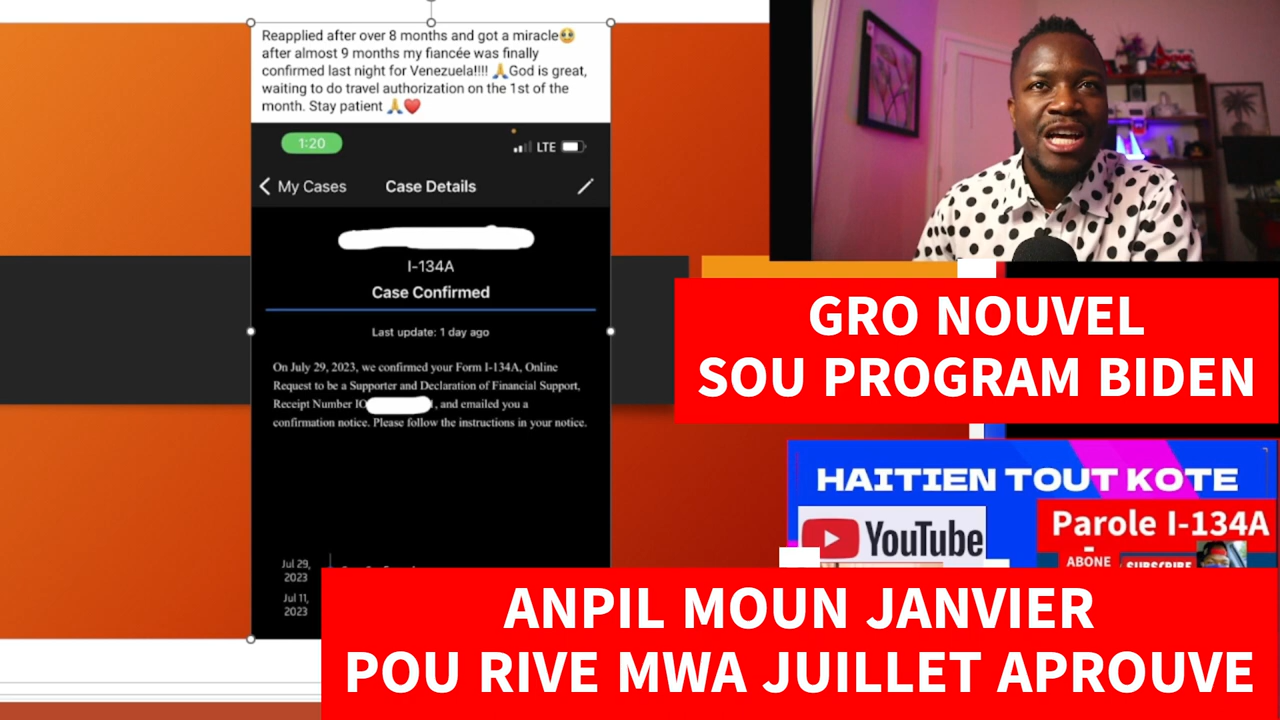 Reapplied after over 8 months and got a miracle🥹
after almost 9 months my fiancée was finally
confirmed last night for Venezuela!!!! 🙏God is great,
waiting to do travel authorization on the 1st of the
month. Stay patient 🙏❤️
1:20
LTE
My Cases
Case Details
I-134A
Case Confirmed
Last update: 1 day ago
On July 29, 2023, we confirmed your Form I-134A, Online
Request to be a Supporter and Declaration of Financial Support,
Receipt Number IO, and emailed you a
confirmation notice. Please follow the instructions in your notice.
Jul 29,
2023
Jul 11,
2023
GRO NOUVEL
SOU PROGRAM BIDEN
HAITIEN TOUT KOTE
YouTube
Parole I-134A
ABONE
SUBSCRIBE
ANPIL MOUN JANVIER
POU RIVE MWA JUILLET APROUVE